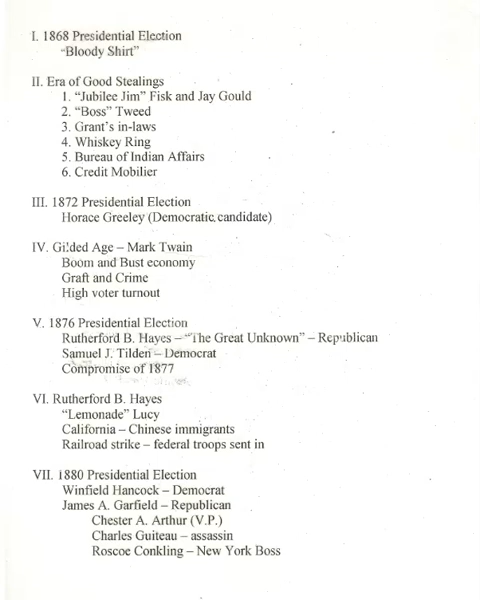 I. 1868 Presidential Election
"Bloody Shirt"
II. Era of Good Stealings
1. "Jubilee Jim" Fisk and Jay Gould
2. "Boss" Tweed
3. Grant's in-laws
4. Whiskey Ring
5. Bureau of Indian Affairs
6. Credit Mobilier
III. 1872 Presidential Election
Horace Greeley (Democratic candidate)
IV. Gilded Age – Mark Twain
Boom and Bust economy
Graft and Crime
High voter turnout
V. 1876 Presidential Election
Rutherford B. Hayes – "The Great Unknown" – Republican
Samuel J. Tilden – Democrat
Compromise of 1877
VI. Rutherford B. Hayes
"Lemonade" Lucy
California – Chinese immigrants
Railroad strike – federal troops sent in
VII. 1880 Presidential Election
Winfield Hancock – Democrat
James A. Garfield – Republican
Chester A. Arthur (V.P.)
Charles Guiteau – assassin
Roscoe Conkling – New York Boss